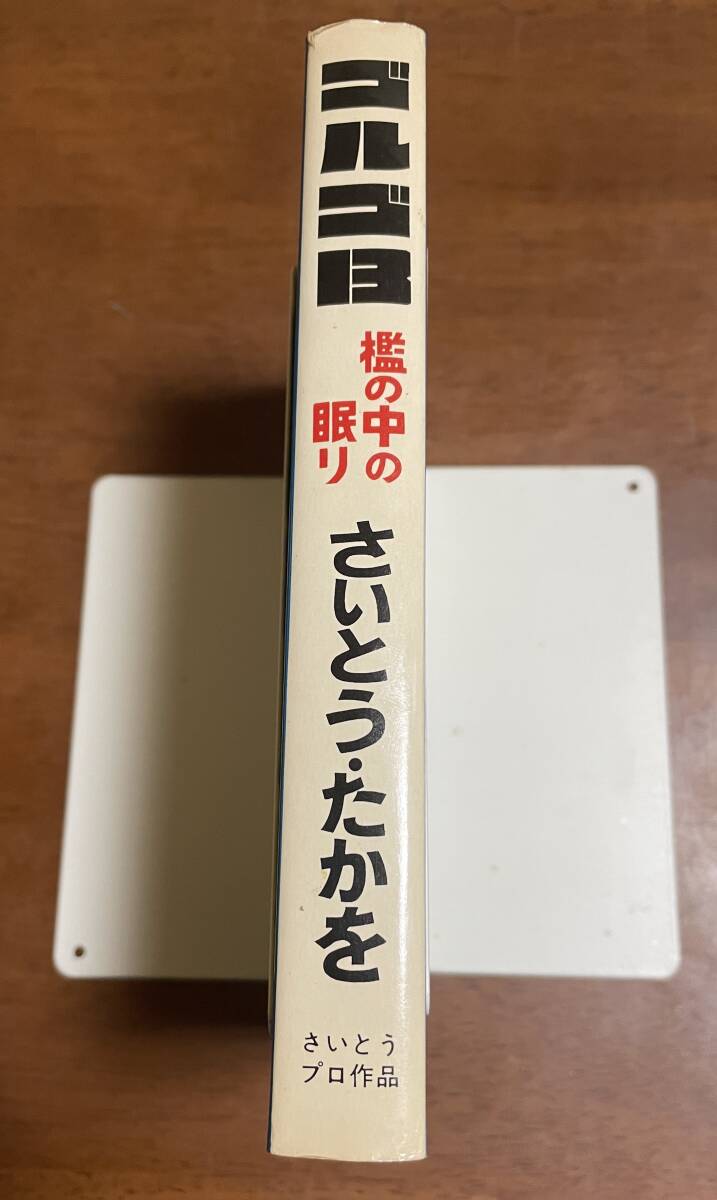 ゴルゴ13
檻の中の
眠り
さいとう・たかを
さいとう
プロ作品